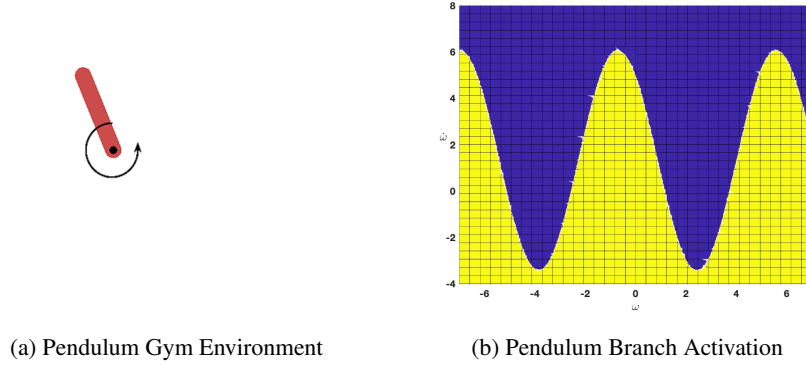 8
6
4
ω̇
2
0
-2
-4
-6 -4 -2 0 2 4 6
ω
(a) Pendulum Gym Environment
(b) Pendulum Branch Activation